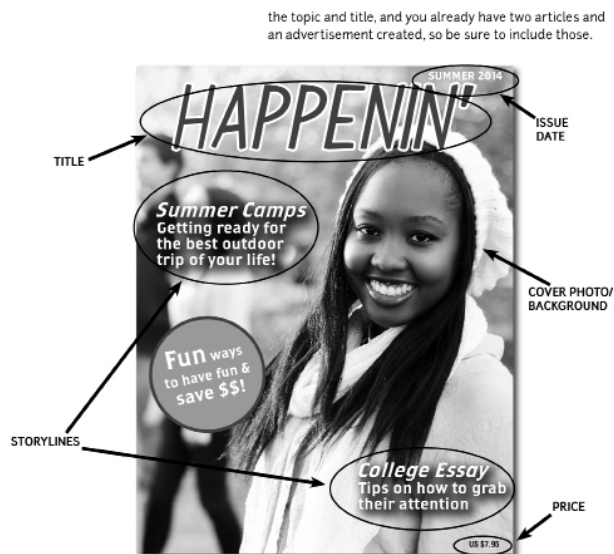 the topic and title, and you already have two articles and
an advertisement created, so be sure to include those.
SUMMER 2014
HAPPENIN'
ISSUE
DATE
TITLE
Summer Camps
Getting ready for
the best outdoor
trip of your life!
COVER PHOTO/
BACKGROUND
Fun ways
to have fun &
save $$!
STORYLINES
College Essay
Tips on how to grab
their attention
PRICE
US $7.95